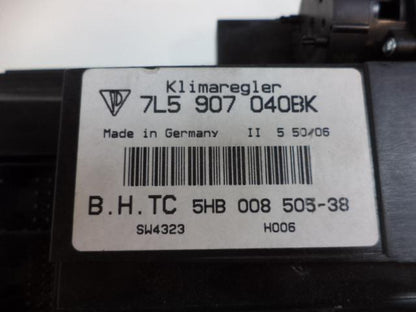 Klimaregler
7L5 907 040BK
Made in Germany II 5 50/06
B.H.TC 5HB 008 505-38
SW4323 H006